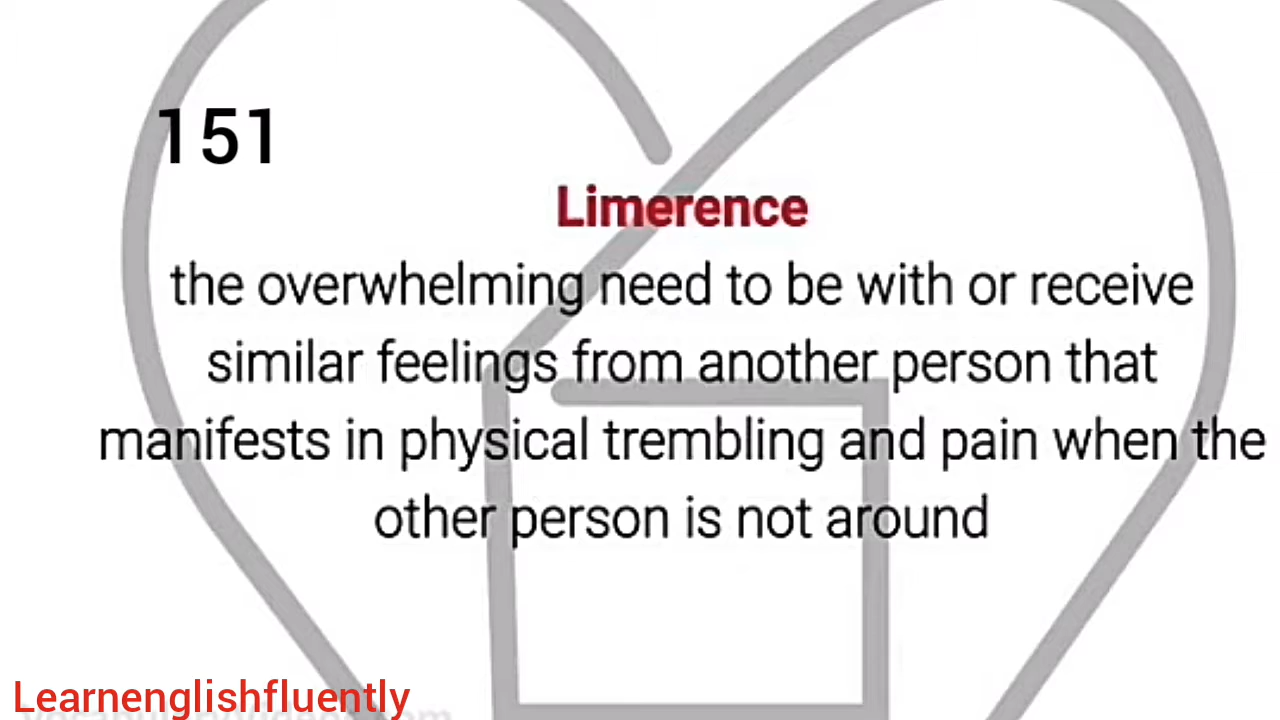 151
Limerence
the overwhelming need to be with or receive
similar feelings from another person that
manifests in physical trembling and pain when the
other person is not around
Learnenglishfluently